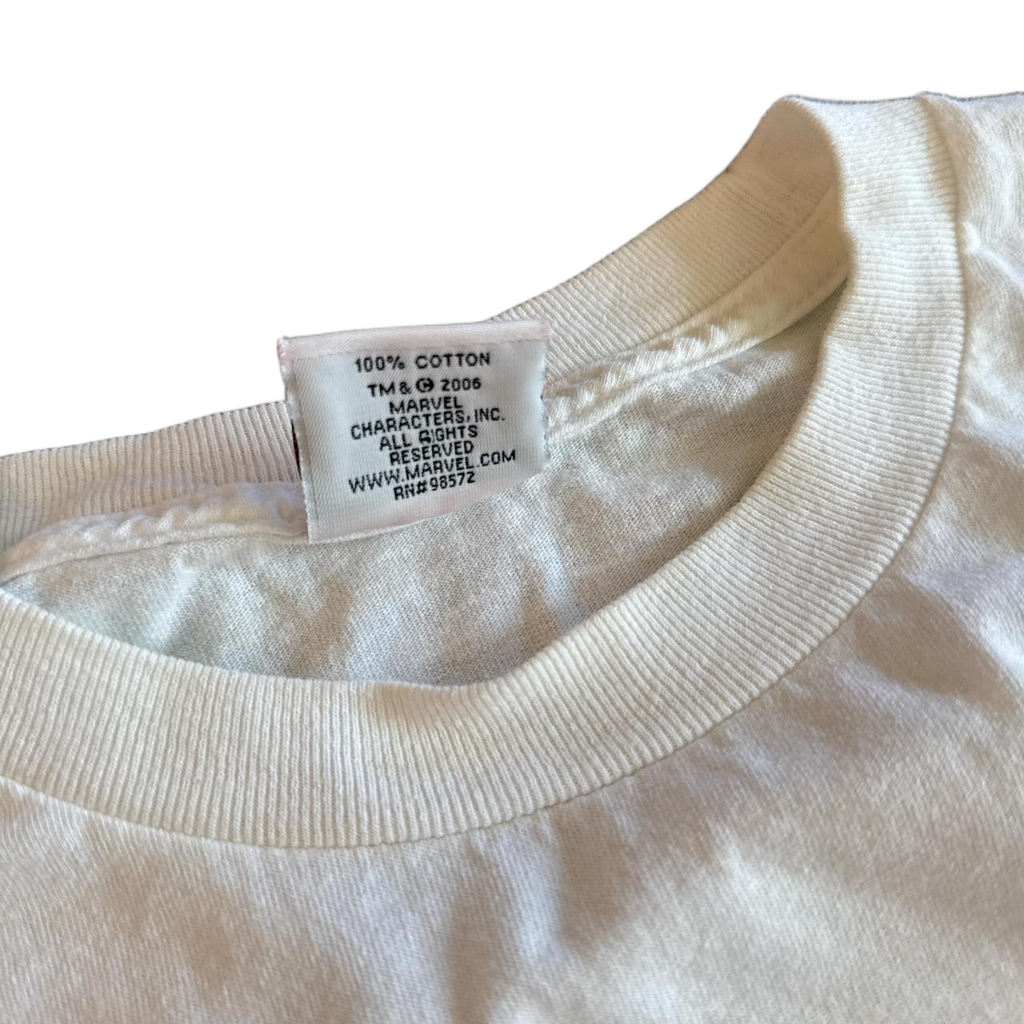 100% COTTON
TM & © 2006
MARVEL
CHARACTERS, INC.
ALL RIGHTS
RESERVED
WWW.MARVEL.COM
RN# 98572